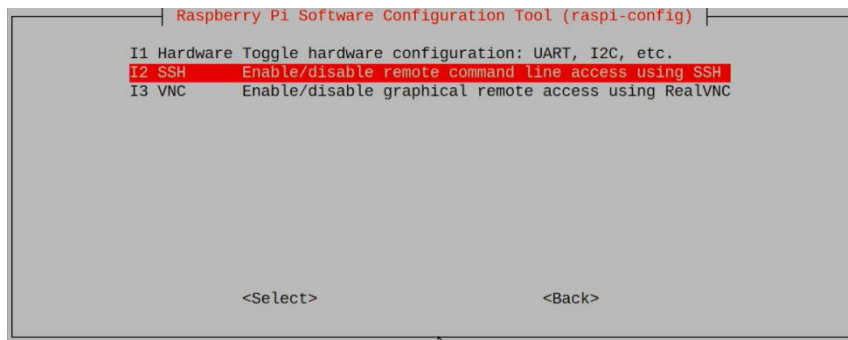 Raspberry Pi Software Configuration Tool (raspi-config)
I1 Hardware Toggle hardware configuration: UART, I2C, etc.
I2 SSH Enable/disable remote command line access using SSH
I3 VNC Enable/disable graphical remote access using RealVNC
<Select> <Back>